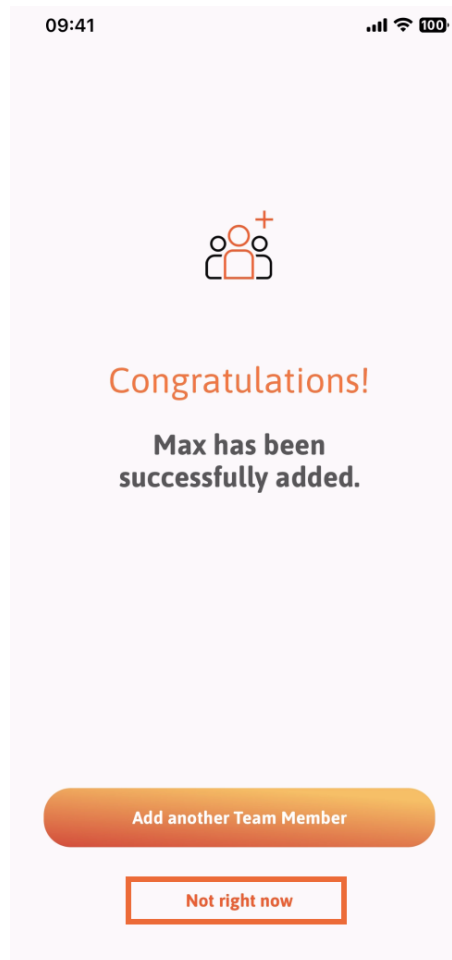 09:41
100
Congratulations!
Max has been
successfully added.
Add another Team Member
Not right now